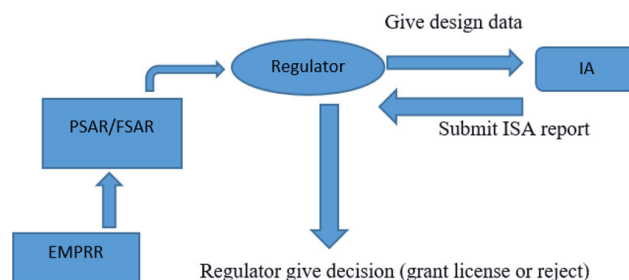 Give design data
Regulator
IA
PSAR/FSAR
Submit ISA report
EMPRR
Regulator give decision (grant license or reject)